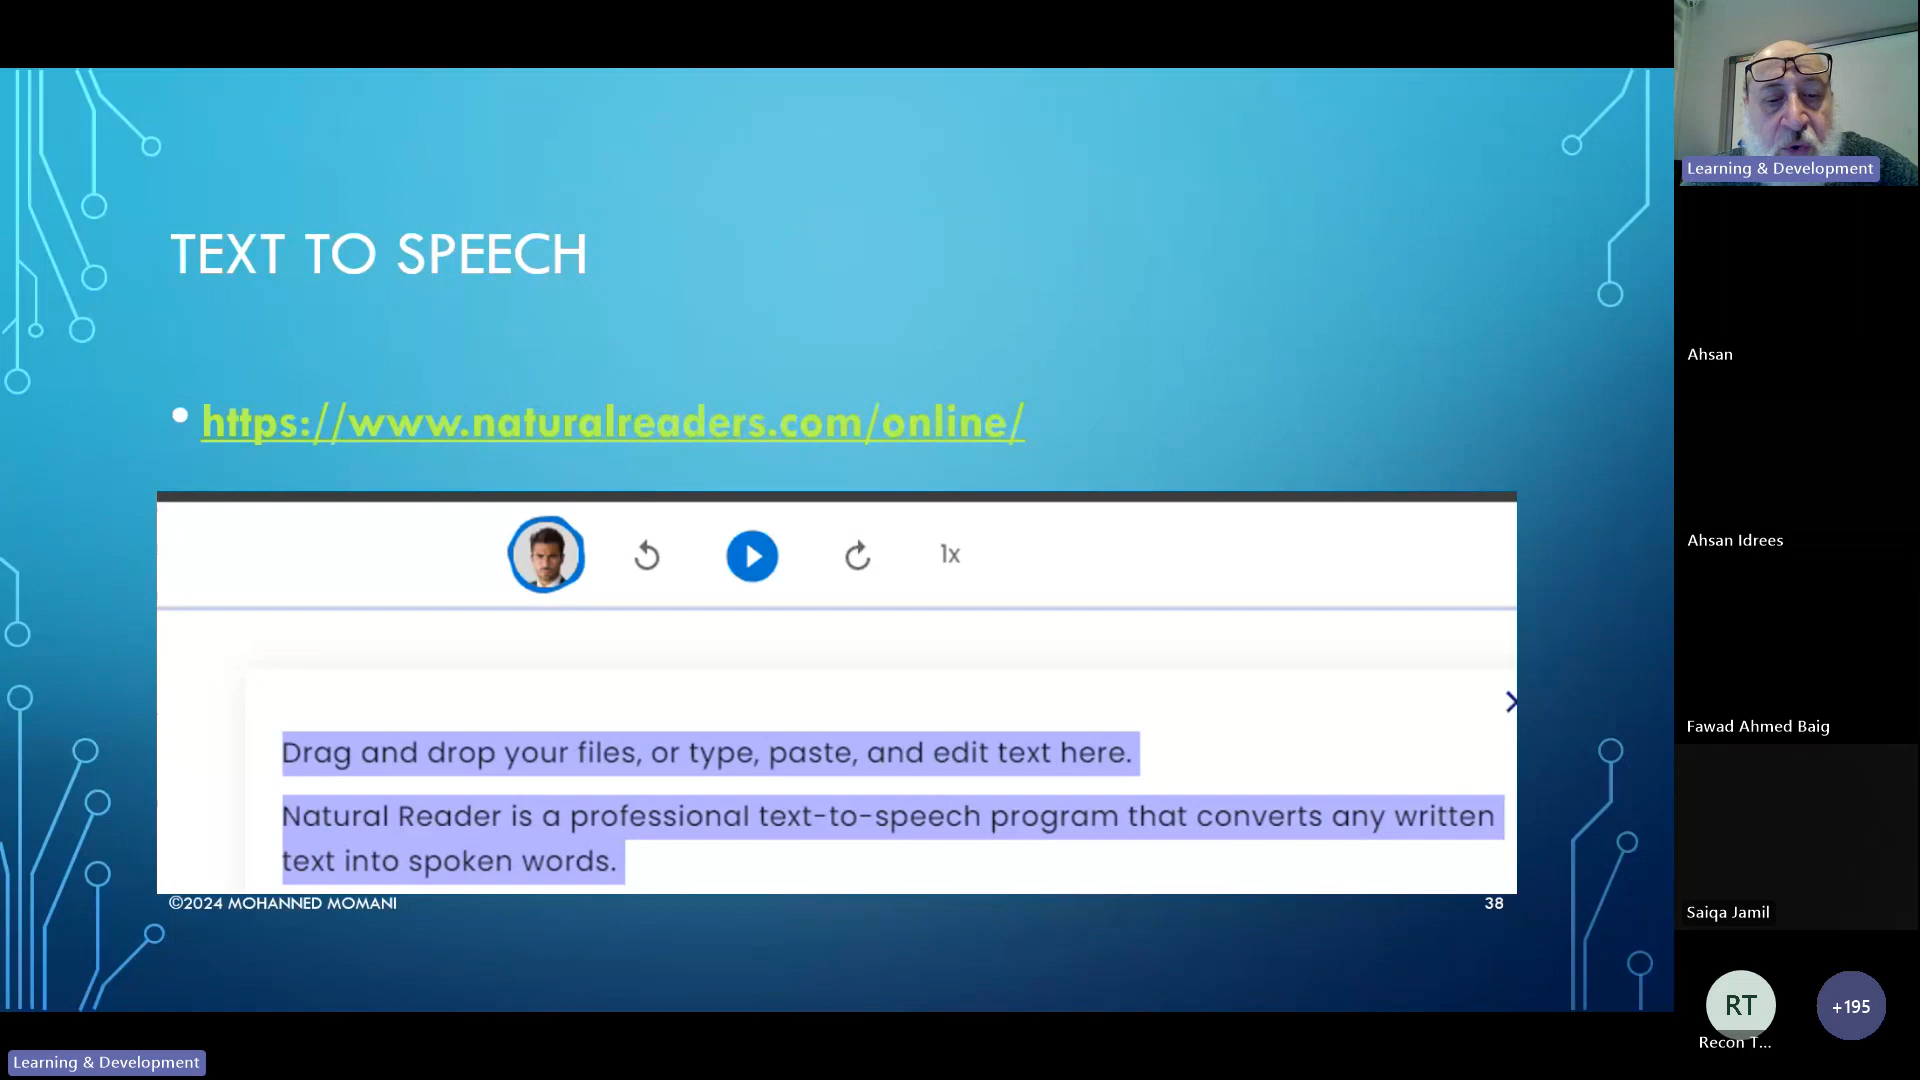 TEXT TO SPEECH
• https://www.naturalreaders.com/online/
1x
Drag and drop your files, or type, paste, and edit text here.
Natural Reader is a professional text-to-speech program that converts any written
text into spoken words.
©2024 MOHANNED MOMANI
38
Learning & Development
Learning & Development
Ahsan
Ahsan Idrees
Fawad Ahmed Baig
Saiqa Jamil
RT
+195
Recon T...